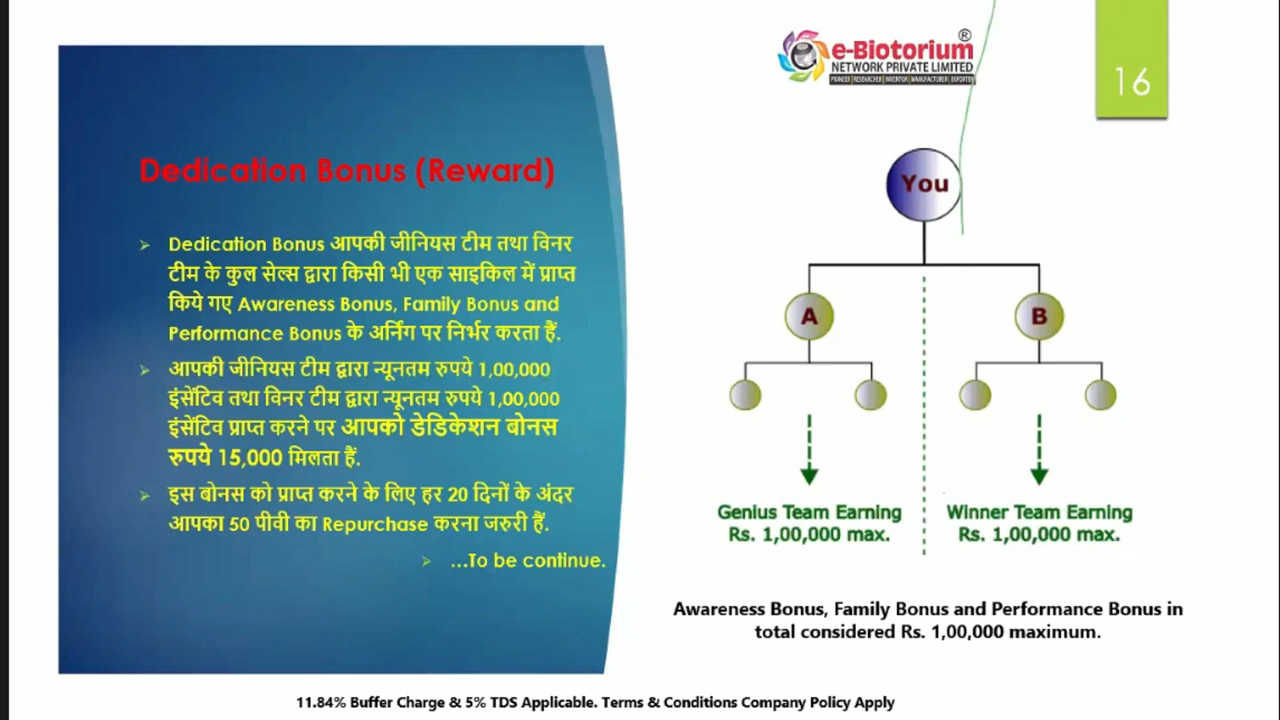 e-Biotorium®
NETWORK PRIVATE LIMITED
PIONEER | RESEARCHER | INVENTOR | MANUFACTURER | EXPORTER
16
Dedication Bonus (Reward)
Dedication Bonus आपकी जीनियस टीम तथा विनर
टीम के कुल सेल्स द्वारा किसी भी एक साइकिल में प्राप्त
किये गए Awareness Bonus, Family Bonus and
Performance Bonus के अर्निंग पर निर्भर करता हैं.
आपकी जीनियस टीम द्वारा न्यूनतम रुपये 1,00,000
इंसेंटिव तथा विनर टीम द्वारा न्यूनतम रुपये 1,00,000
इंसेंटिव प्राप्त करने पर आपको डेडिकेशन बोनस
रुपये 15,000 मिलता हैं.
इस बोनस को प्राप्त करने के लिए हर 20 दिनों के अंदर
आपका 50 पीवी का Repurchase करना जरुरी हैं.
...To be continue.
You
A
B
Genius Team Earning
Rs. 1,00,000 max.
Winner Team Earning
Rs. 1,00,000 max.
Awareness Bonus, Family Bonus and Performance Bonus in
total considered Rs. 1,00,000 maximum.
11.84% Buffer Charge & 5% TDS Applicable. Terms & Conditions Company Policy Apply